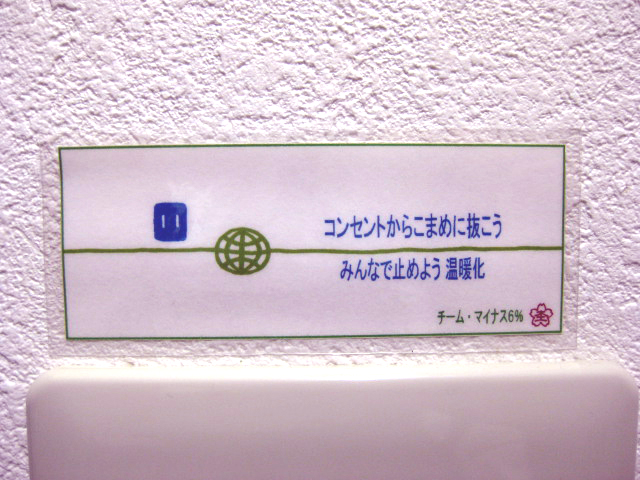 コンセントからこまめに抜こう
みんなで止めよう 温暖化
チーム・マイナス6%